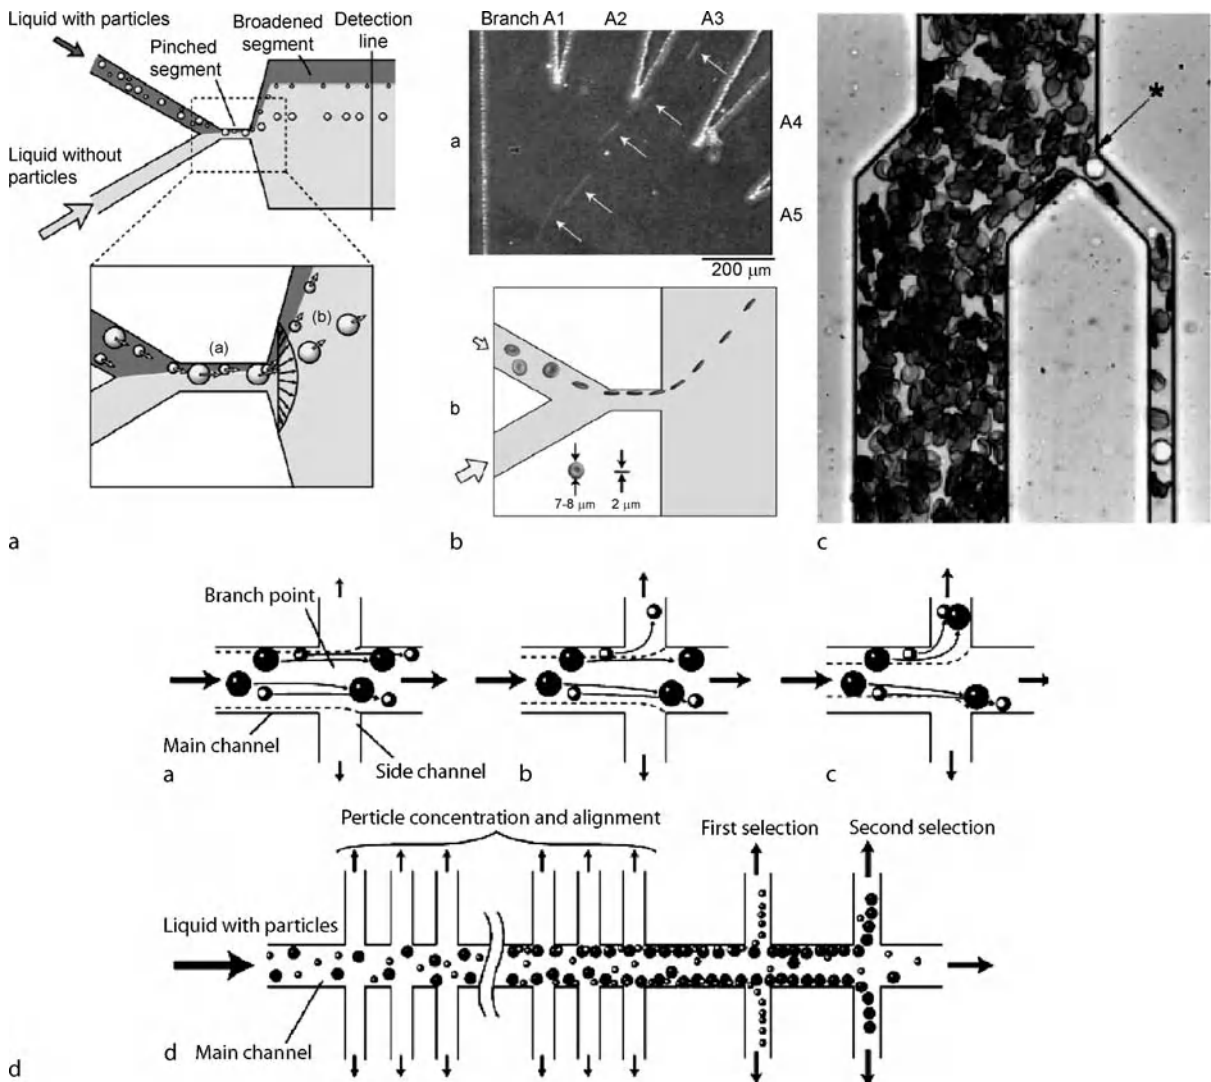 Liquid with particles
Broadened
segment
Detection
line
Pinched
segment
Liquid without
particles
(a)
(b)
a
Branch A1
A2
A3
a
A4
A5
200 μm
b
7-8 μm
2 μm
b
*
c
Branch point
Main channel
Side channel
a
b
c
Perticle concentration and alignment
First selection
Second selection
Liquid with particles
Main channel
d
d